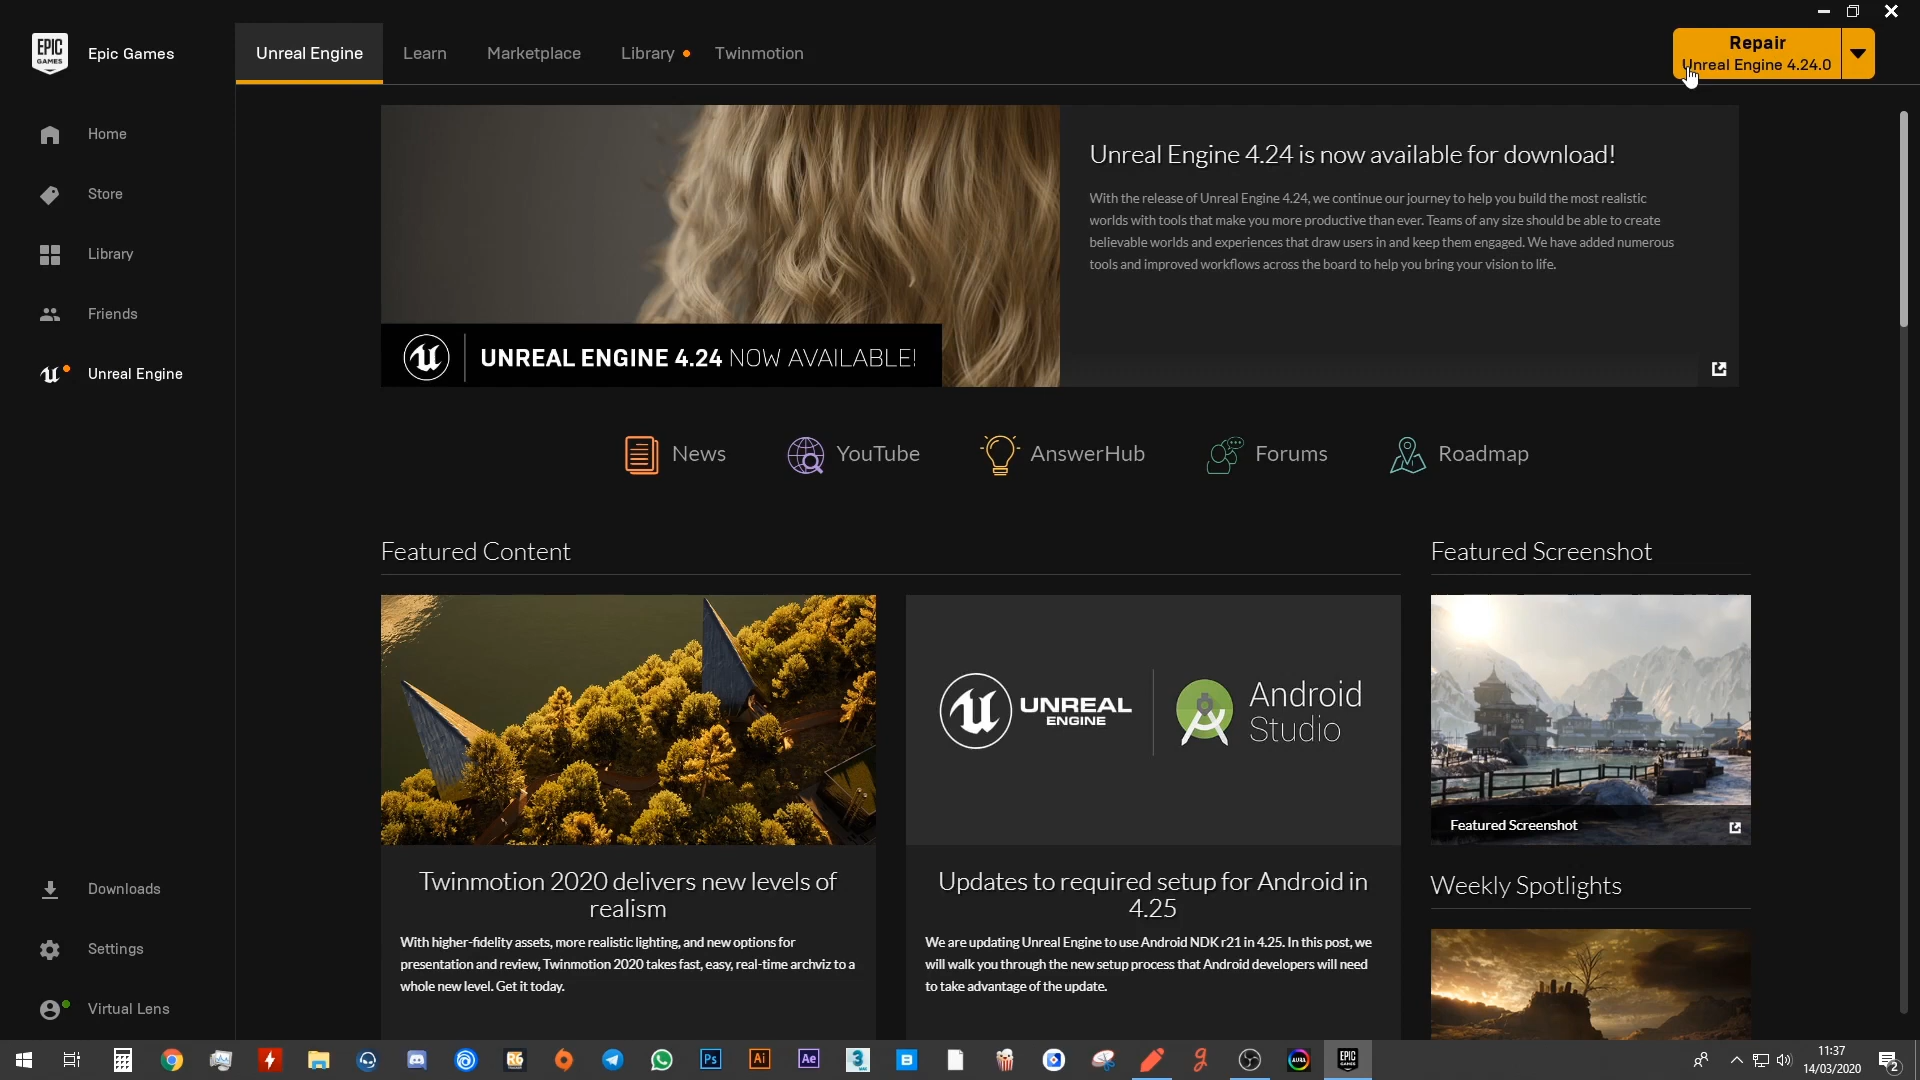 EPIC
GAMES
Epic Games
Unreal Engine
Learn
Marketplace
Library
Twinmotion
Repair
Unreal Engine 4.24.0
Home
Store
Library
Friends
Unreal Engine
Unreal Engine 4.24 is now available for download!
With the release of Unreal Engine 4.24, we continue our journey to help you build the most realistic
worlds with tools that make you more productive than ever. Teams of any size should be able to create
believable worlds and experiences that draw users in and keep them engaged. We have added numerous
tools and improved workflows across the board to help you bring your vision to life.
UNREAL ENGINE 4.24 NOW AVAILABLE!
News
YouTube
AnswerHub
Forums
Roadmap
Featured Content
Featured Screenshot
UNREAL
ENGINE
Android
Studio
Featured Screenshot
Twinmotion 2020 delivers new levels of
realism
With higher-fidelity assets, more realistic lighting, and new options for
presentation and review, Twinmotion 2020 takes fast, easy, real-time archviz to a
whole new level. Get it today.
Updates to required setup for Android in
4.25
We are updating Unreal Engine to use Android NDK r21 in 4.25. In this post, we
will walk you through the new setup process that Android developers will need
to take advantage of the update.
Weekly Spotlights
Downloads
Settings
Virtual Lens
R6
Ps
Ai
Ae
3
B
g
AURA
EPIC
GAMES
11:37
14/03/2020
2